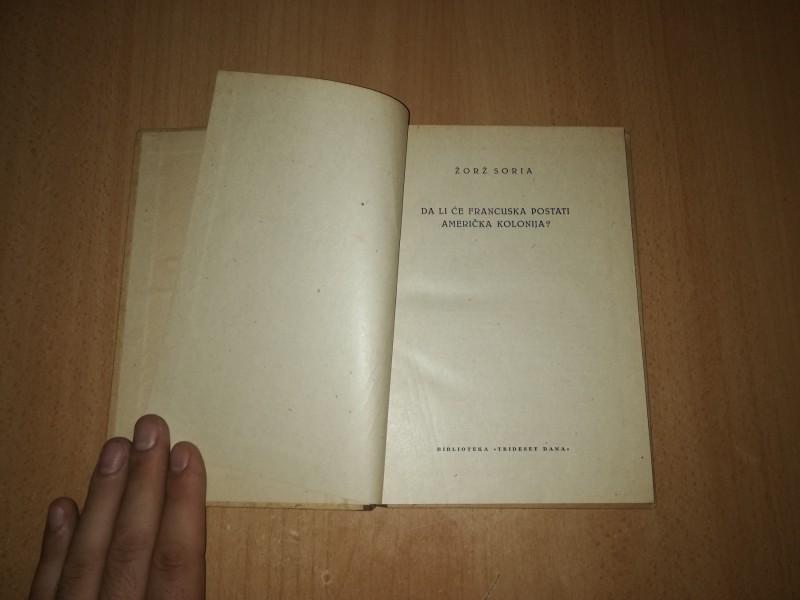 ŽORŽ SORIA
DA LI ĆE FRANCUSKA POSTATI
AMERIČKA KOLONIJA?
BIBLIOTEKA »TRIDESET DANA«